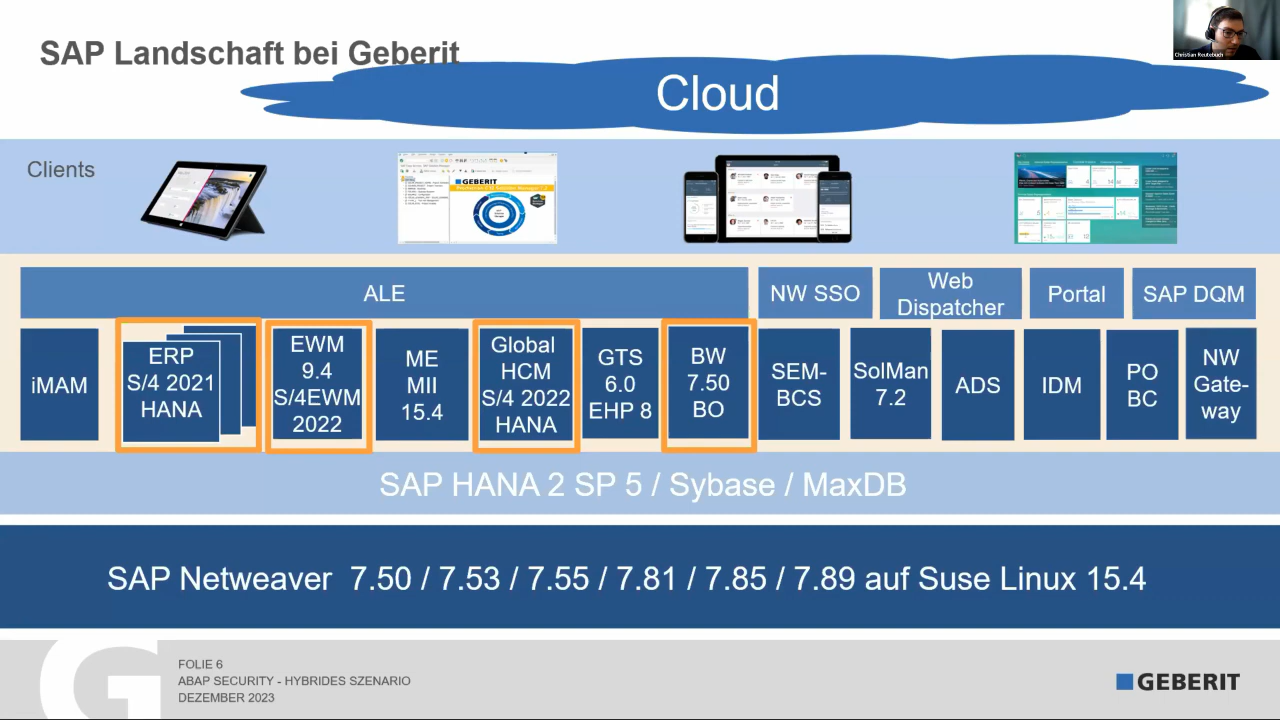 SAP Landschaft bei Geberit
Christian Reutebuch
Cloud
Clients
GEBERIT
ALE
NW SSO
Web
Dispatcher
Portal
SAP DQM
iMAM
ERP
S/4 2021
HANA
EWM
9.4
S/4EWM
2022
ME
MII
15.4
Global
HCM
S/4 2022
HANA
GTS
6.0
EHP 8
BW
7.50
BO
SEM-
BCS
SolMan
7.2
ADS
IDM
PO
BC
NW
Gate-
way
SAP HANA 2 SP 5 / Sybase / MaxDB
SAP Netweaver 7.50 / 7.53 / 7.55 / 7.81 / 7.85 / 7.89 auf Suse Linux 15.4
FOLIE 6
ABAP SECURITY - HYBRIDES SZENARIO
DEZEMBER 2023
GEBERIT